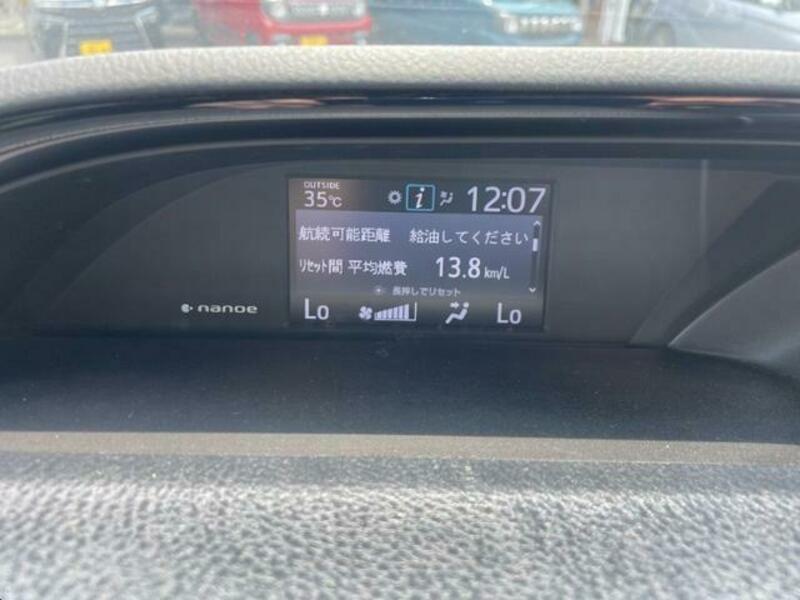 OUTSIDE
35℃ i 12:07
航続可能距離 給油してください
リセット間 平均燃費 13.8 km/L
長押しでリセット
nanoe
Lo Lo